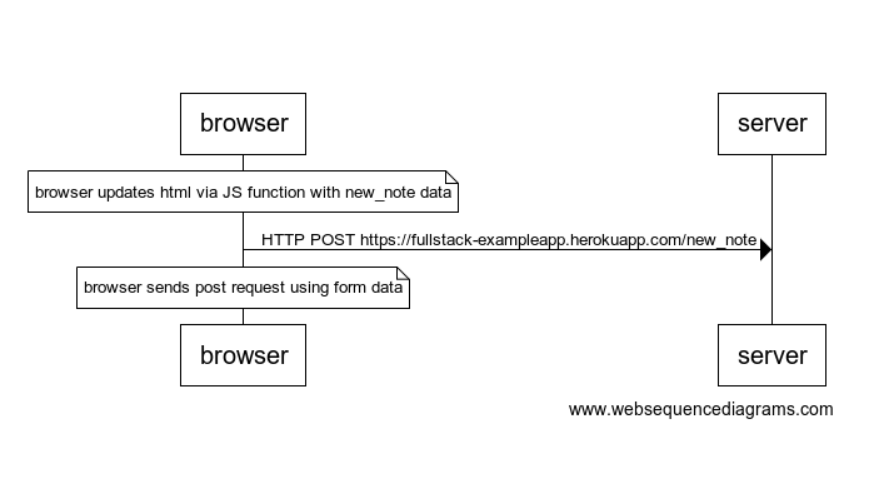 browser
server
browser updates html via JS function with new_note data
HTTP POST https://fullstack-exampleapp.herokuapp.com/new_note
browser sends post request using form data
browser
server
www.websequencediagrams.com